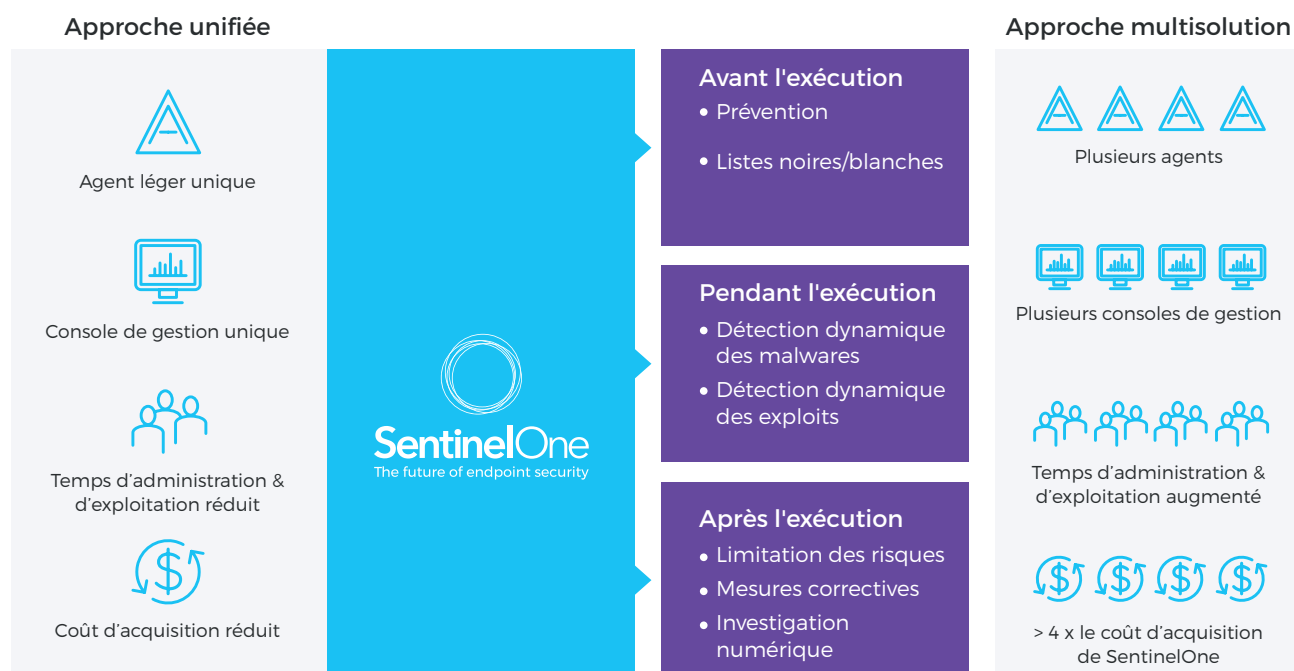 Approche unifiée
Agent léger unique
Console de gestion unique
Temps d’administration &
d’exploitation réduit
Coût d’acquisition réduit
SentinelOne
The future of endpoint security
Avant l'exécution
• Prévention
• Listes noires/blanches
Pendant l'exécution
• Détection dynamique
des malwares
• Détection dynamique
des exploits
Après l'exécution
• Limitation des risques
• Mesures correctives
• Investigation
numérique
Approche multisolution
Plusieurs agents
Plusieurs consoles de gestion
Temps d’administration &
d’exploitation augmenté
> 4 x le coût d’acquisition
de SentinelOne